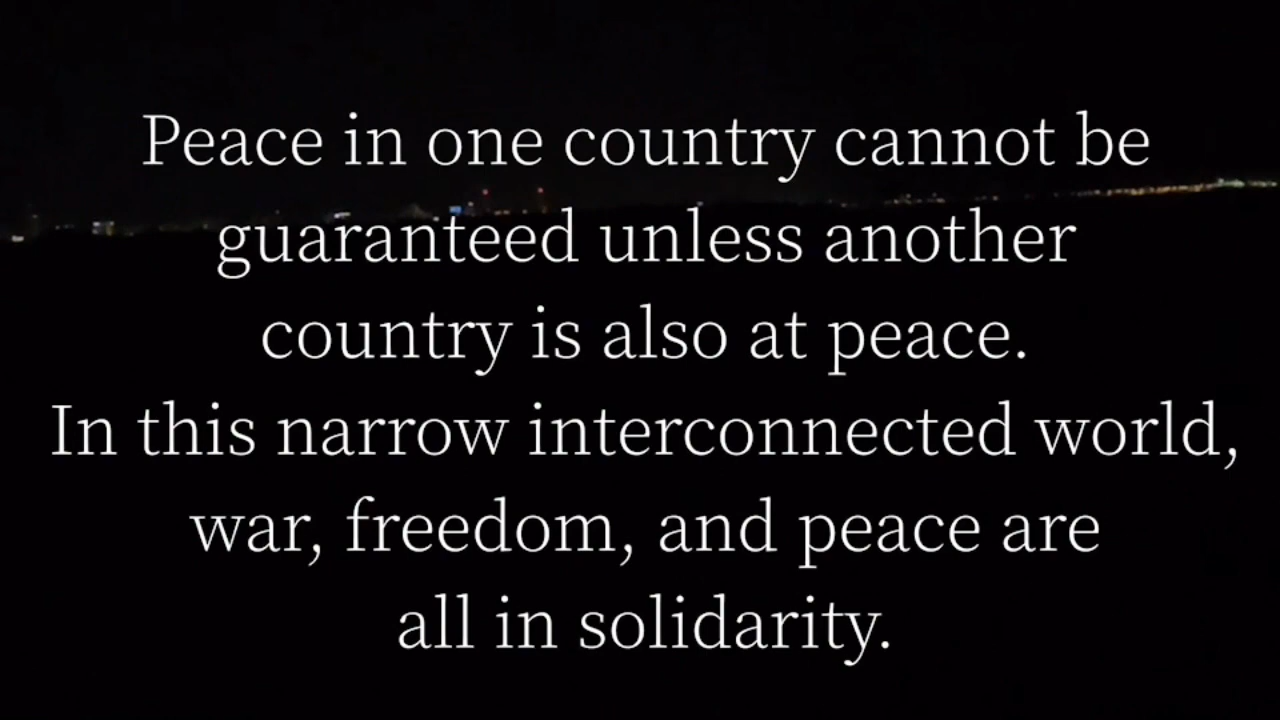 Peace in one country cannot be
guaranteed unless another
country is also at peace.
In this narrow interconnected world,
war, freedom, and peace are
all in solidarity.